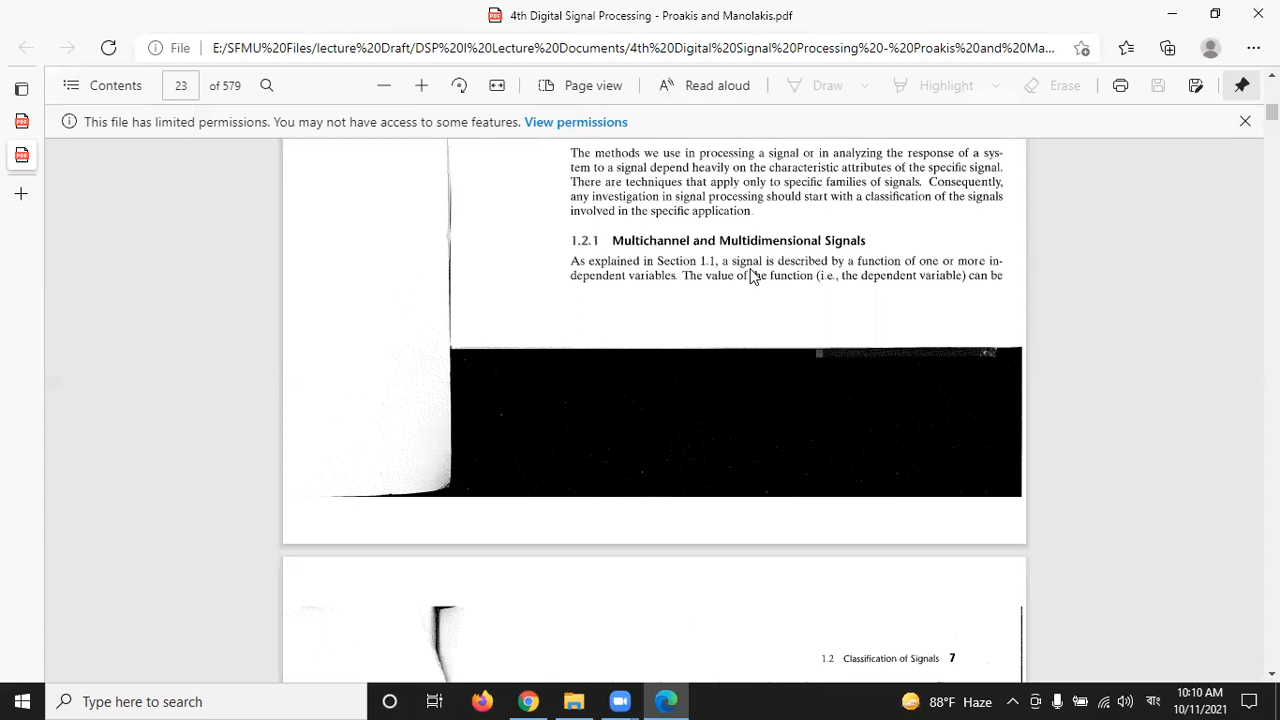 4th Digital Signal Processing - Proakis and Manolakis.pdf
File E:/SFMU%20Files/lecture%20Draft/DSP%20I%20Lecture%20Documents/4th%20Digital%20Signal%20Processing%20-%20Proakis%20and%20Ma...
Contents 23 of 579 Page view Read aloud Draw Highlight Erase
This file has limited permissions. You may not have access to some features. View permissions
The methods we use in processing a signal or in analyzing the response of a sys-
tem to a signal depend heavily on the characteristic attributes of the specific signal.
There are techniques that apply only to specific families of signals. Consequently,
any investigation in signal processing should start with a classification of the signals
involved in the specific application.
1.2.1 Multichannel and Multidimensional Signals
As explained in Section 1.1, a signal is described by a function of one or more in-
dependent variables. The value of the function (i.e., the dependent variable) can be
1.2 Classification of Signals 7
Type here to search
88°F Haze
বাং
10:10 AM
10/11/2021